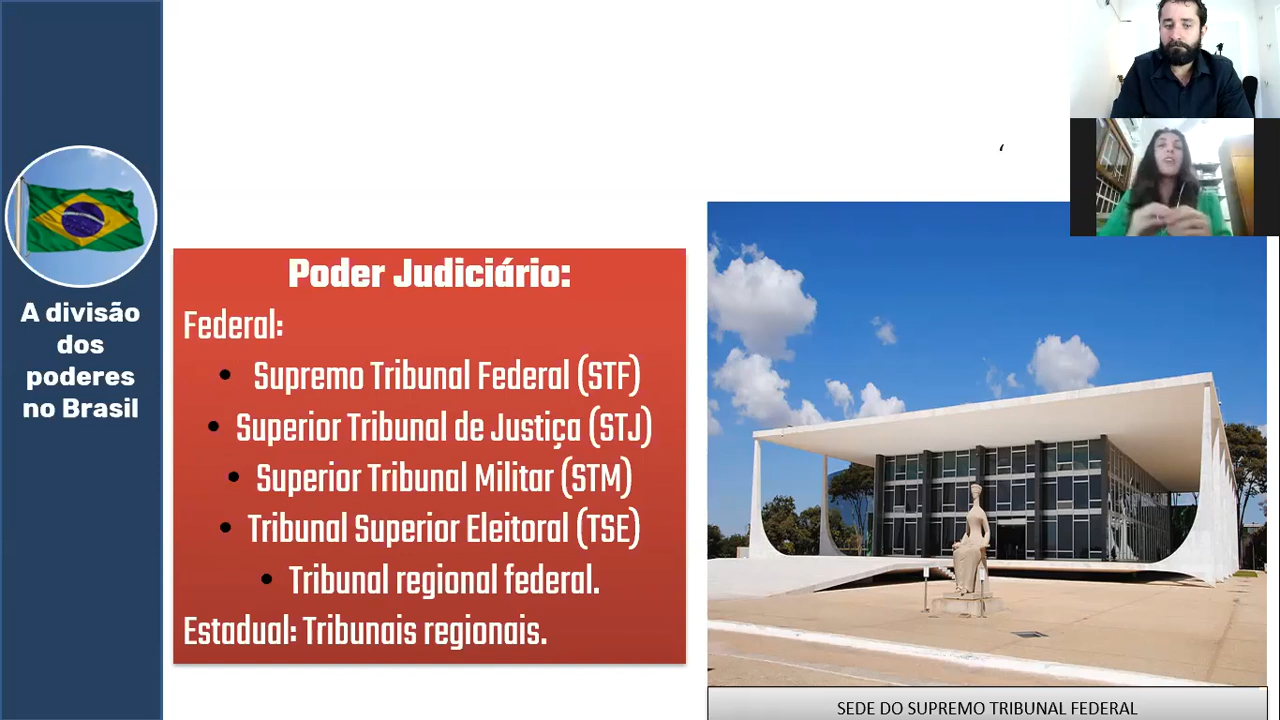 A divisão
dos
poderes
no Brasil
Poder Judiciário:
Federal:
• Supremo Tribunal Federal (STF)
• Superior Tribunal de Justiça (STJ)
• Superior Tribunal Militar (STM)
• Tribunal Superior Eleitoral (TSE)
• Tribunal regional federal.
Estadual: Tribunais regionais.
SEDE DO SUPREMO TRIBUNAL FEDERAL